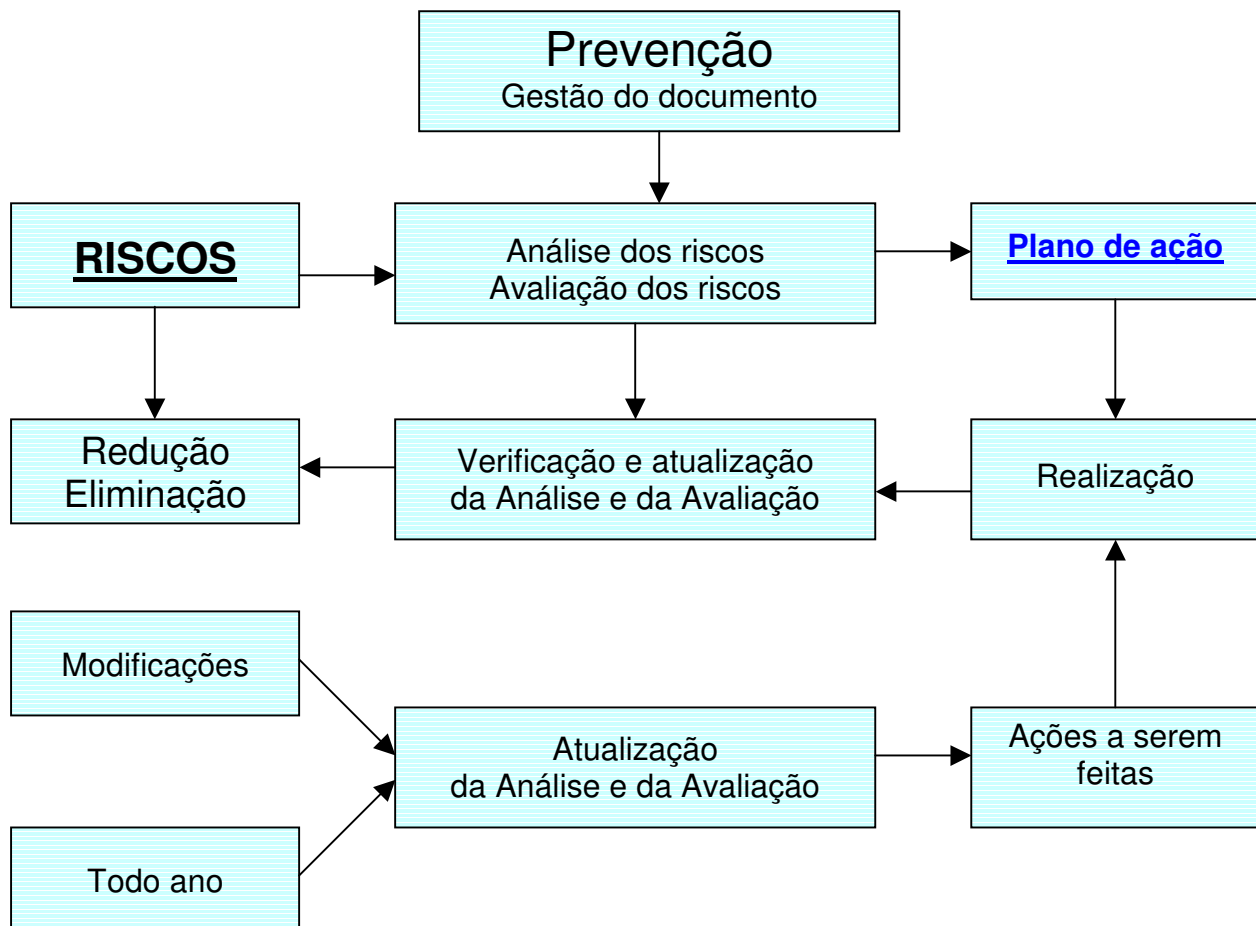 Prevenção
Gestão do documento
RISCOS
Análise dos riscos
Avaliação dos riscos
Plano de ação
Redução
Eliminação
Verificação e atualização
da Análise e da Avaliação
Realização
Modificações
Atualização
da Análise e da Avaliação
Ações a serem
feitas
Todo ano